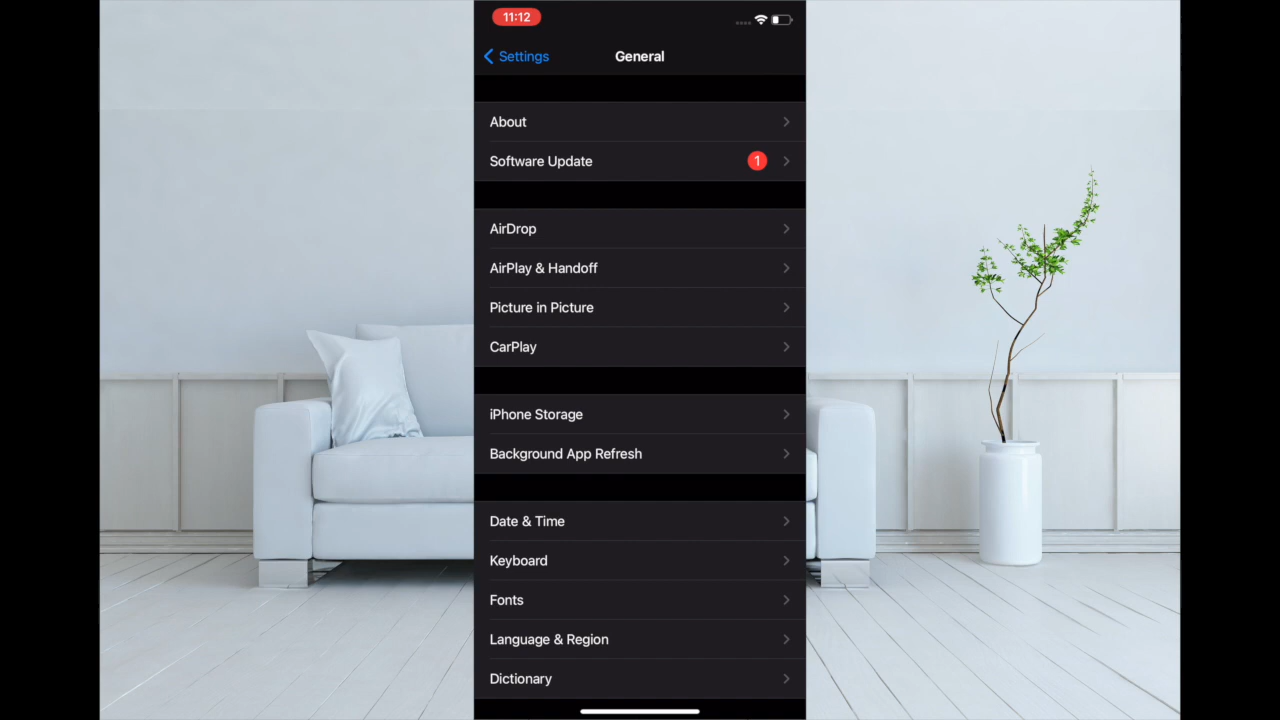 11:12
Settings
General
About
Software Update 1
AirDrop
AirPlay & Handoff
Picture in Picture
CarPlay
iPhone Storage
Background App Refresh
Date & Time
Keyboard
Fonts
Language & Region
Dictionary